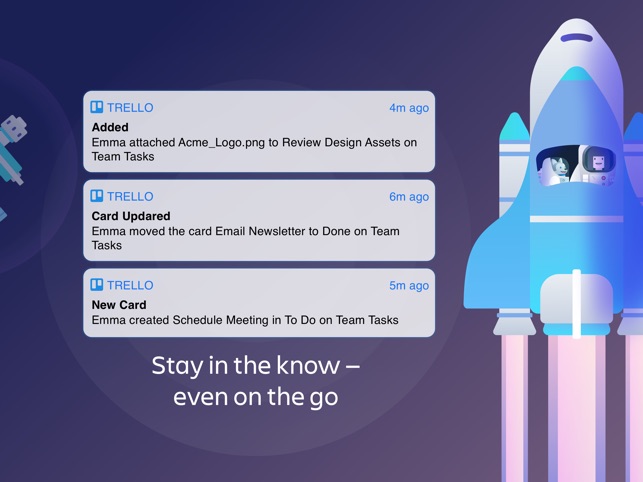 TRELLO 4m ago
Added
Emma attached Acme_Logo.png to Review Design Assets on
Team Tasks
TRELLO 6m ago
Card Updared
Emma moved the card Email Newsletter to Done on Team
Tasks
TRELLO 5m ago
New Card
Emma created Schedule Meeting in To Do on Team Tasks
Stay in the know –
even on the go